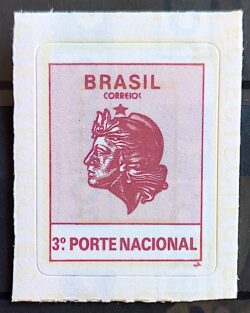 BRASIL
CORREIOS
3º PORTE NACIONAL